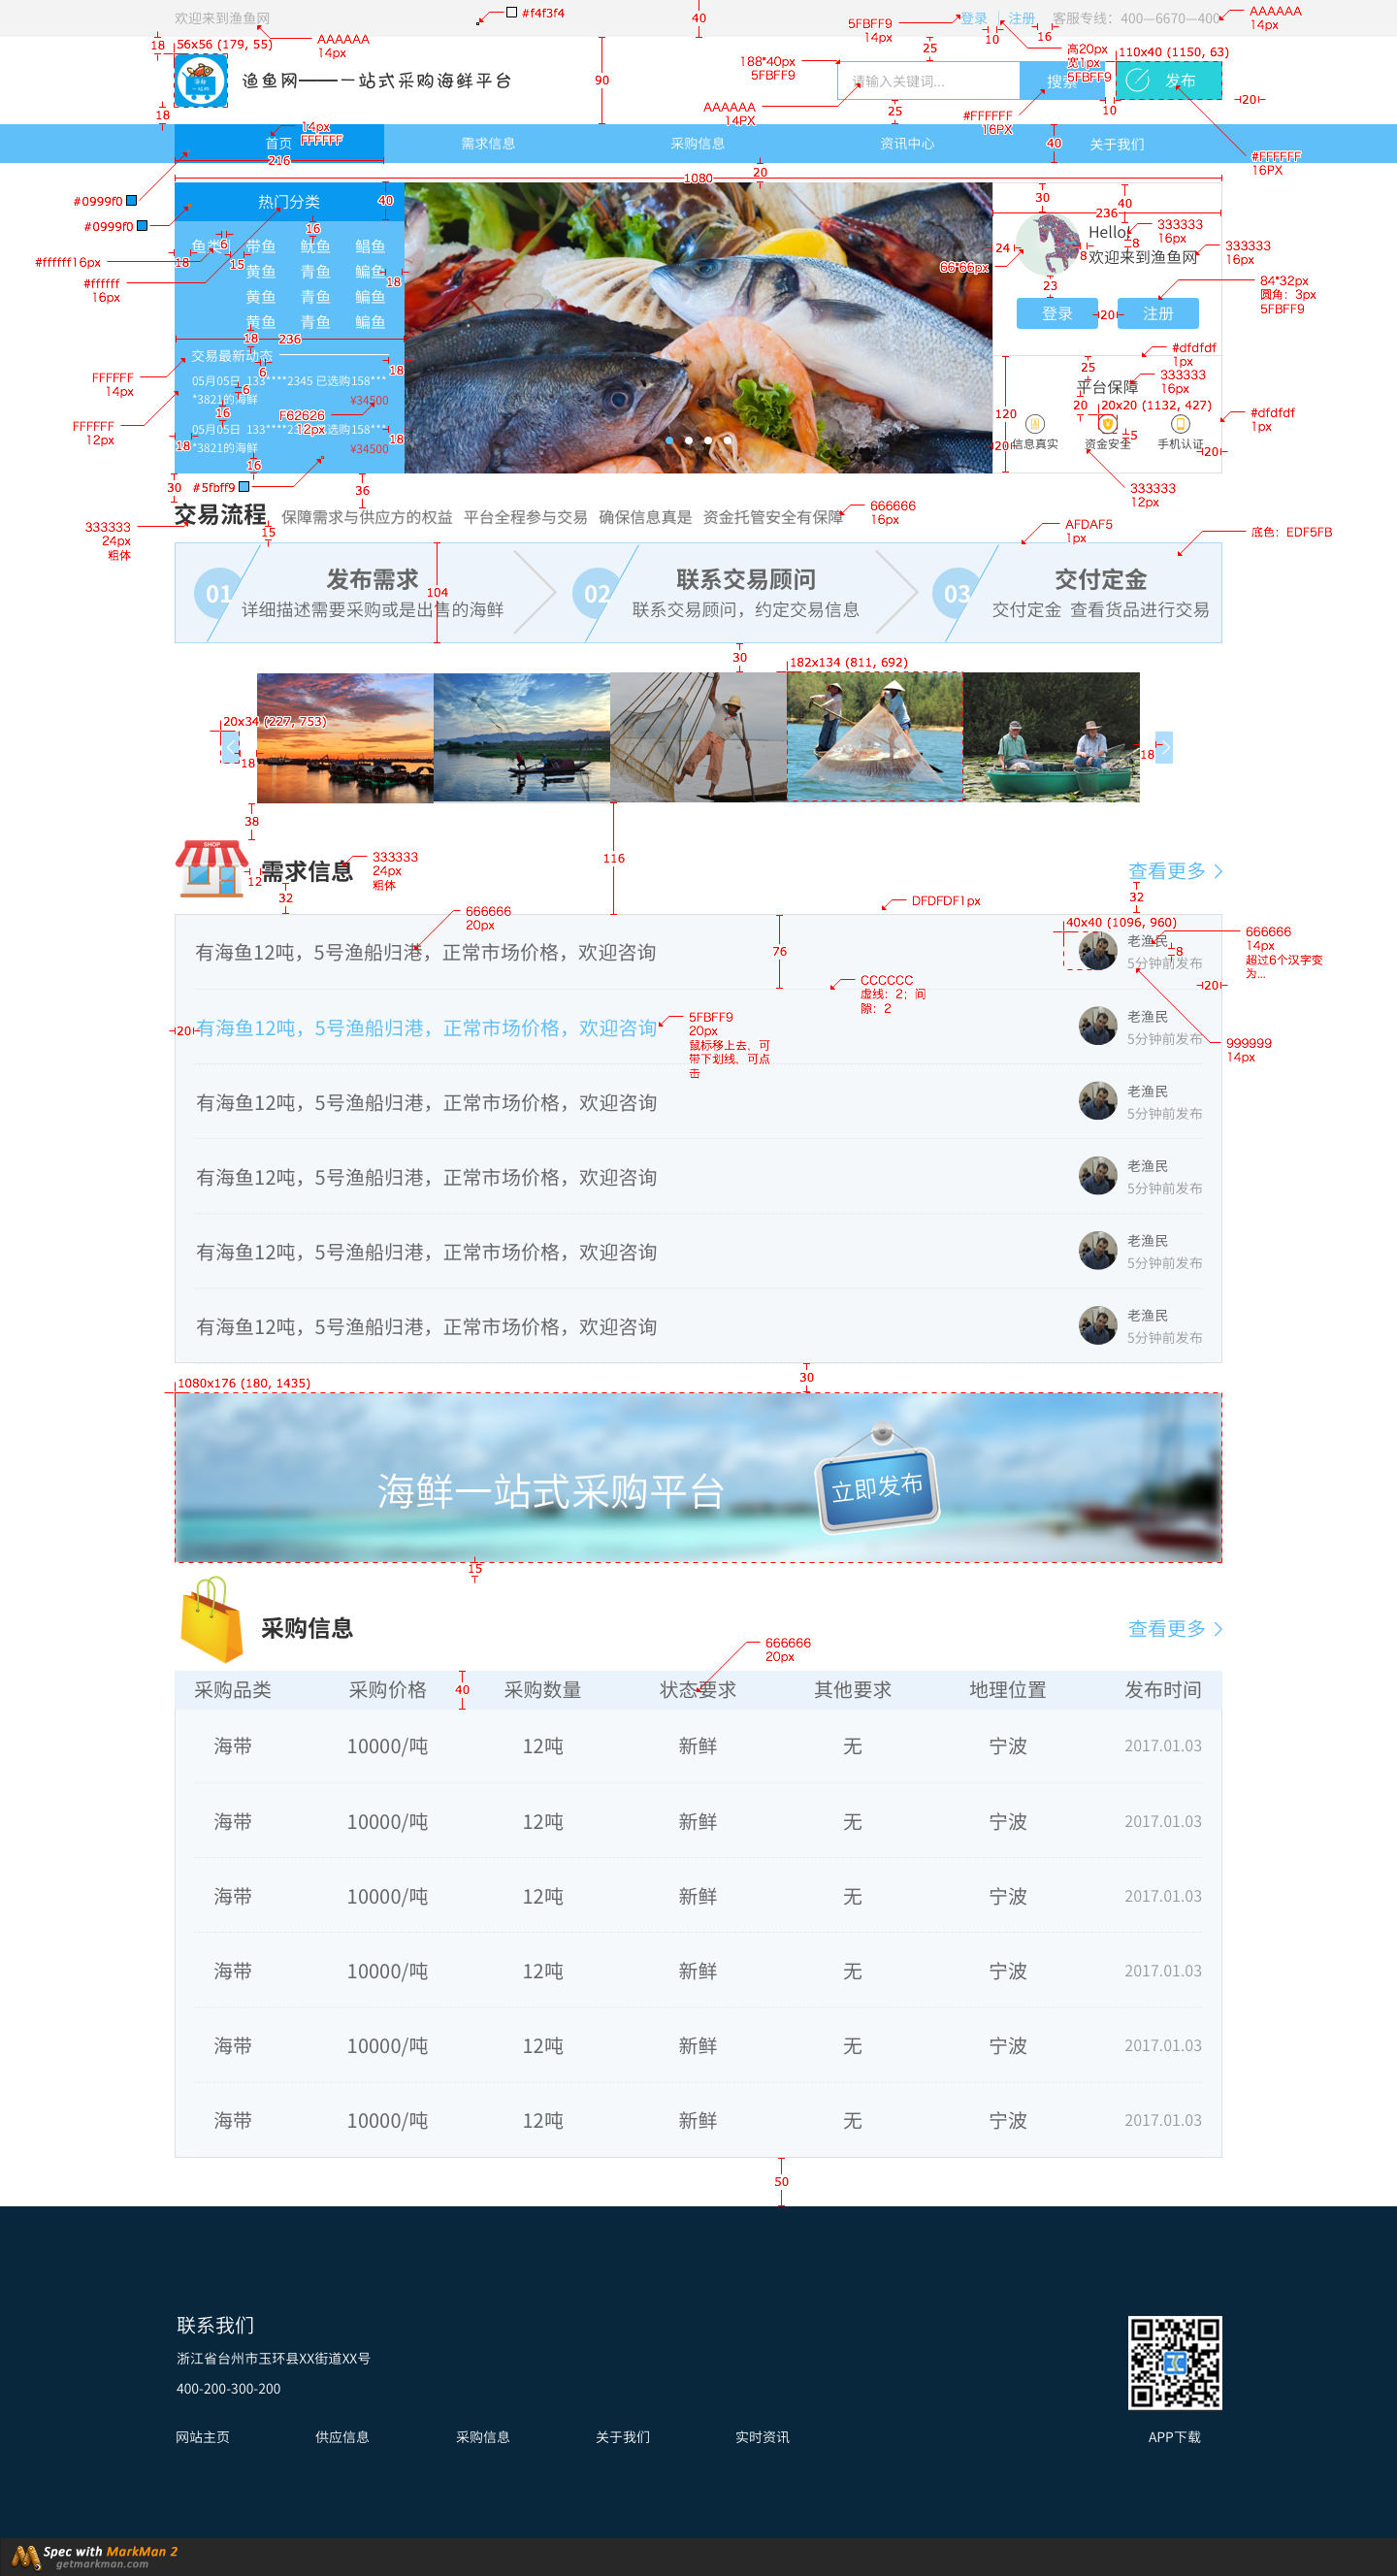 欢迎来到渔鱼网
#f4f3f4
40
5FBFF9
14px
登录
注册
客服专线：400—6670—400
AAAAAA
14px
AAAAAA
14px
18
56x56 (179, 55)
渔鱼网——一站式采购海鲜平台
90
188*40px
5FBFF9
25
10
16
高20px
宽1px
5FBFF9
110x40 (1150, 63)
请输入关键词...
搜索
发布
AAAAAA
14PX
25
#FFFFFF
16PX
10
20
18
14px
FFFFFF
首页
需求信息
采购信息
资讯中心
关于我们
40
216
#FFFFFF
16PX
1080
20
#0999f0
#0999f0
热门分类
40
16
鱼类
带鱼
鱿鱼
鲳鱼
黄鱼
青鱼
鳊鱼
黄鱼
青鱼
鳊鱼
黄鱼
青鱼
鳊鱼
6
18
15
18
#ffffff16px
#ffffff
16px
30
40
236
Hello!
欢迎来到渔鱼网
333333
16px
8
333333
16px
24
66*66px
8
23
84*32px
圆角：3px
5FBFF9
登录
20
注册
18
236
交易最新动态
6
18
FFFFFF
14px
05月05日 133****2345 已选购158***
*3821的海鲜
¥34500
6
16
F62626
12px
FFFFFF
12px
*3821的海鲜
¥34500
18
18
16
#5fbff9
#dfdfdf
1px
25
平台保障
333333
16px
120
20
20x20 (1132, 427)
#dfdfdf
1px
5
20
信息真实
资金安全
手机认证
20
333333
12px
30
36
交易流程
保障需求与供应方的权益 平台全程参与交易 确保信息真是 资金托管安全有保障
666666
16px
333333
24px
粗体
15
AFDAF5
1px
底色：EDF5FB
01
发布需求
详细描述需要采购或是出售的海鲜
104
02
联系交易顾问
联系交易顾问，约定交易信息
03
交付定金
交付定金 查看货品进行交易
30
182x134 (811, 692)
20x34 (227, 753)
18
18
38
116
SHOP
12
需求信息
333333
24px
粗体
32
查看更多
32
666666
20px
DFDFDF1px
有海鱼12吨，5号渔船归港，正常市场价格，欢迎咨询
76
40x40 (1096, 960)
老渔民
5分钟前发布
8
666666
14px
超过6个汉字变
为...
20
CCCCCC
虚线：2；间
隙：2
20
有海鱼12吨，5号渔船归港，正常市场价格，欢迎咨询
5FBFF9
20px
鼠标移上去，可
带下划线，可点
击
老渔民
5分钟前发布
999999
14px
有海鱼12吨，5号渔船归港，正常市场价格，欢迎咨询
老渔民
5分钟前发布
有海鱼12吨，5号渔船归港，正常市场价格，欢迎咨询
老渔民
5分钟前发布
有海鱼12吨，5号渔船归港，正常市场价格，欢迎咨询
老渔民
5分钟前发布
有海鱼12吨，5号渔船归港，正常市场价格，欢迎咨询
老渔民
5分钟前发布
30
1080x176 (180, 1435)
海鲜一站式采购平台
立即发布
15
采购信息
查看更多
666666
20px
采购品类 采购价格 采购数量 状态要求 其他要求 地理位置 发布时间
40
海带 10000/吨 12吨 新鲜 无 宁波 2017.01.03
海带 10000/吨 12吨 新鲜 无 宁波 2017.01.03
海带 10000/吨 12吨 新鲜 无 宁波 2017.01.03
海带 10000/吨 12吨 新鲜 无 宁波 2017.01.03
海带 10000/吨 12吨 新鲜 无 宁波 2017.01.03
海带 10000/吨 12吨 新鲜 无 宁波 2017.01.03
50
联系我们
浙江省台州市玉环县XX街道XX号
400-200-300-200
网站主页 供应信息 采购信息 关于我们 实时资讯
APP下载
Spec with MarkMan 2
getmarkman.com